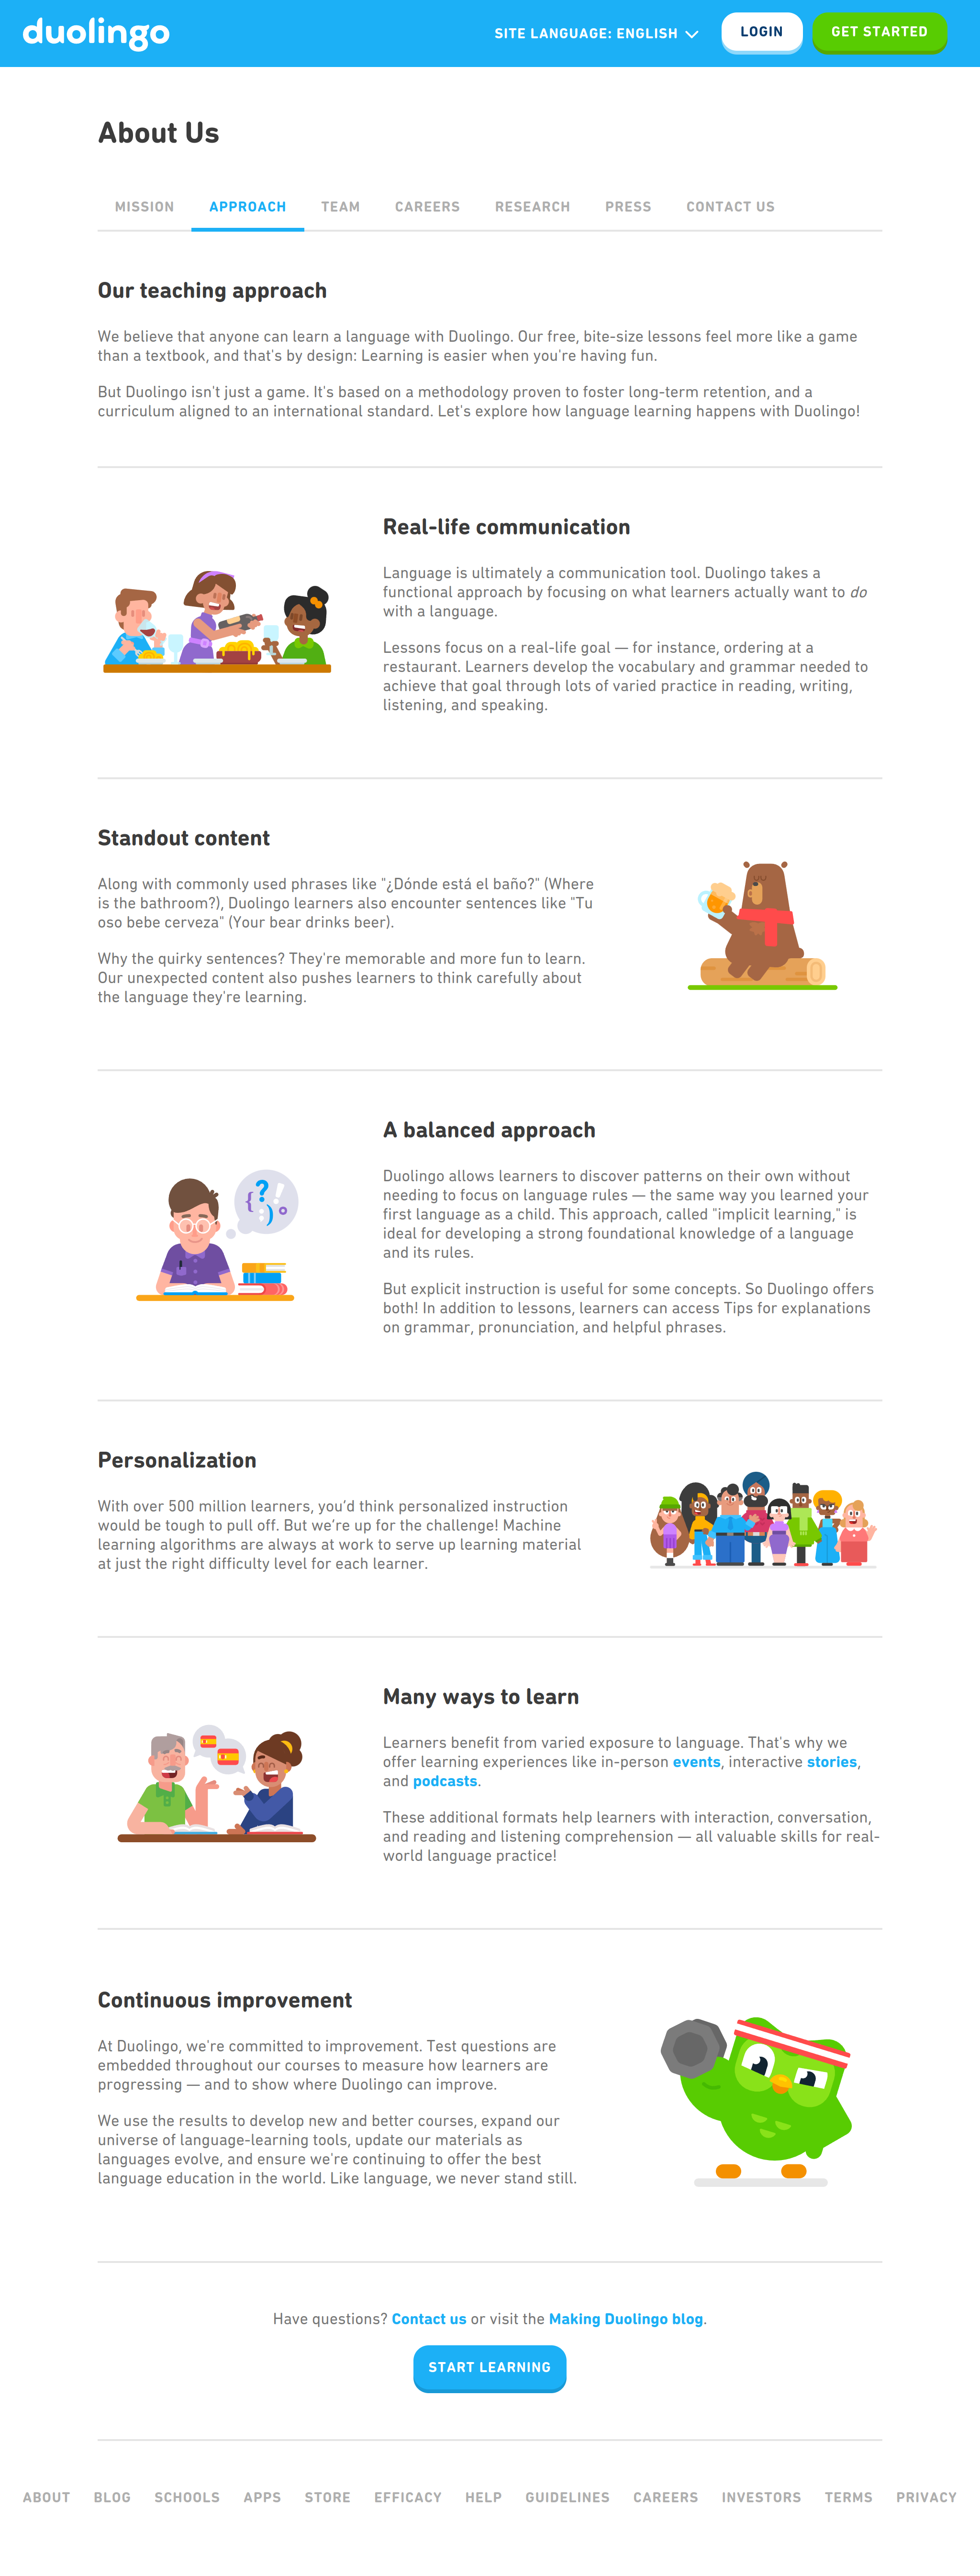 duolingo
SITE LANGUAGE: ENGLISH
LOGIN
GET STARTED
About Us
MISSION
APPROACH
TEAM
CAREERS
RESEARCH
PRESS
CONTACT US
Our teaching approach
We believe that anyone can learn a language with Duolingo. Our free, bite-size lessons feel more like a game
than a textbook, and that's by design: Learning is easier when you're having fun.
But Duolingo isn't just a game. It's based on a methodology proven to foster long-term retention, and a
curriculum aligned to an international standard. Let's explore how language learning happens with Duolingo!
Real-life communication
Language is ultimately a communication tool. Duolingo takes a
functional approach by focusing on what learners actually want to do
with a language.
Lessons focus on a real-life goal — for instance, ordering at a
restaurant. Learners develop the vocabulary and grammar needed to
achieve that goal through lots of varied practice in reading, writing,
listening, and speaking.
Standout content
Along with commonly used phrases like "¿Dónde está el baño?" (Where
is the bathroom?), Duolingo learners also encounter sentences like "Tu
oso bebe cerveza" (Your bear drinks beer).
Why the quirky sentences? They're memorable and more fun to learn.
Our unexpected content also pushes learners to think carefully about
the language they're learning.
A balanced approach
Duolingo allows learners to discover patterns on their own without
needing to focus on language rules — the same way you learned your
first language as a child. This approach, called "implicit learning," is
ideal for developing a strong foundational knowledge of a language
and its rules.
But explicit instruction is useful for some concepts. So Duolingo offers
both! In addition to lessons, learners can access Tips for explanations
on grammar, pronunciation, and helpful phrases.
Personalization
With over 500 million learners, you’d think personalized instruction
would be tough to pull off. But we’re up for the challenge! Machine
learning algorithms are always at work to serve up learning material
at just the right difficulty level for each learner.
Many ways to learn
Learners benefit from varied exposure to language. That's why we
offer learning experiences like in-person events, interactive stories,
and podcasts.
These additional formats help learners with interaction, conversation,
and reading and listening comprehension — all valuable skills for real-
world language practice!
Continuous improvement
At Duolingo, we're committed to improvement. Test questions are
embedded throughout our courses to measure how learners are
progressing — and to show where Duolingo can improve.
We use the results to develop new and better courses, expand our
universe of language-learning tools, update our materials as
languages evolve, and ensure we're continuing to offer the best
language education in the world. Like language, we never stand still.
Have questions? Contact us or visit the Making Duolingo blog.
START LEARNING
ABOUT
BLOG
SCHOOLS
APPS
STORE
EFFICACY
HELP
GUIDELINES
CAREERS
INVESTORS
TERMS
PRIVACY